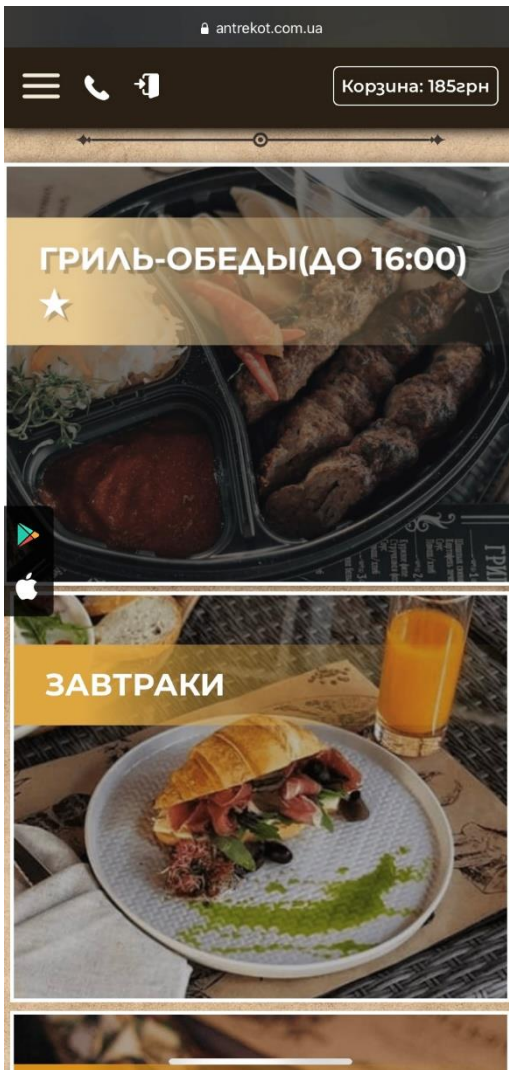 antrekot.com.ua
Корзина: 185грн
ГРИЛЬ-ОБЕДЫ(ДО 16:00)
★
ЗАВТРАКИ